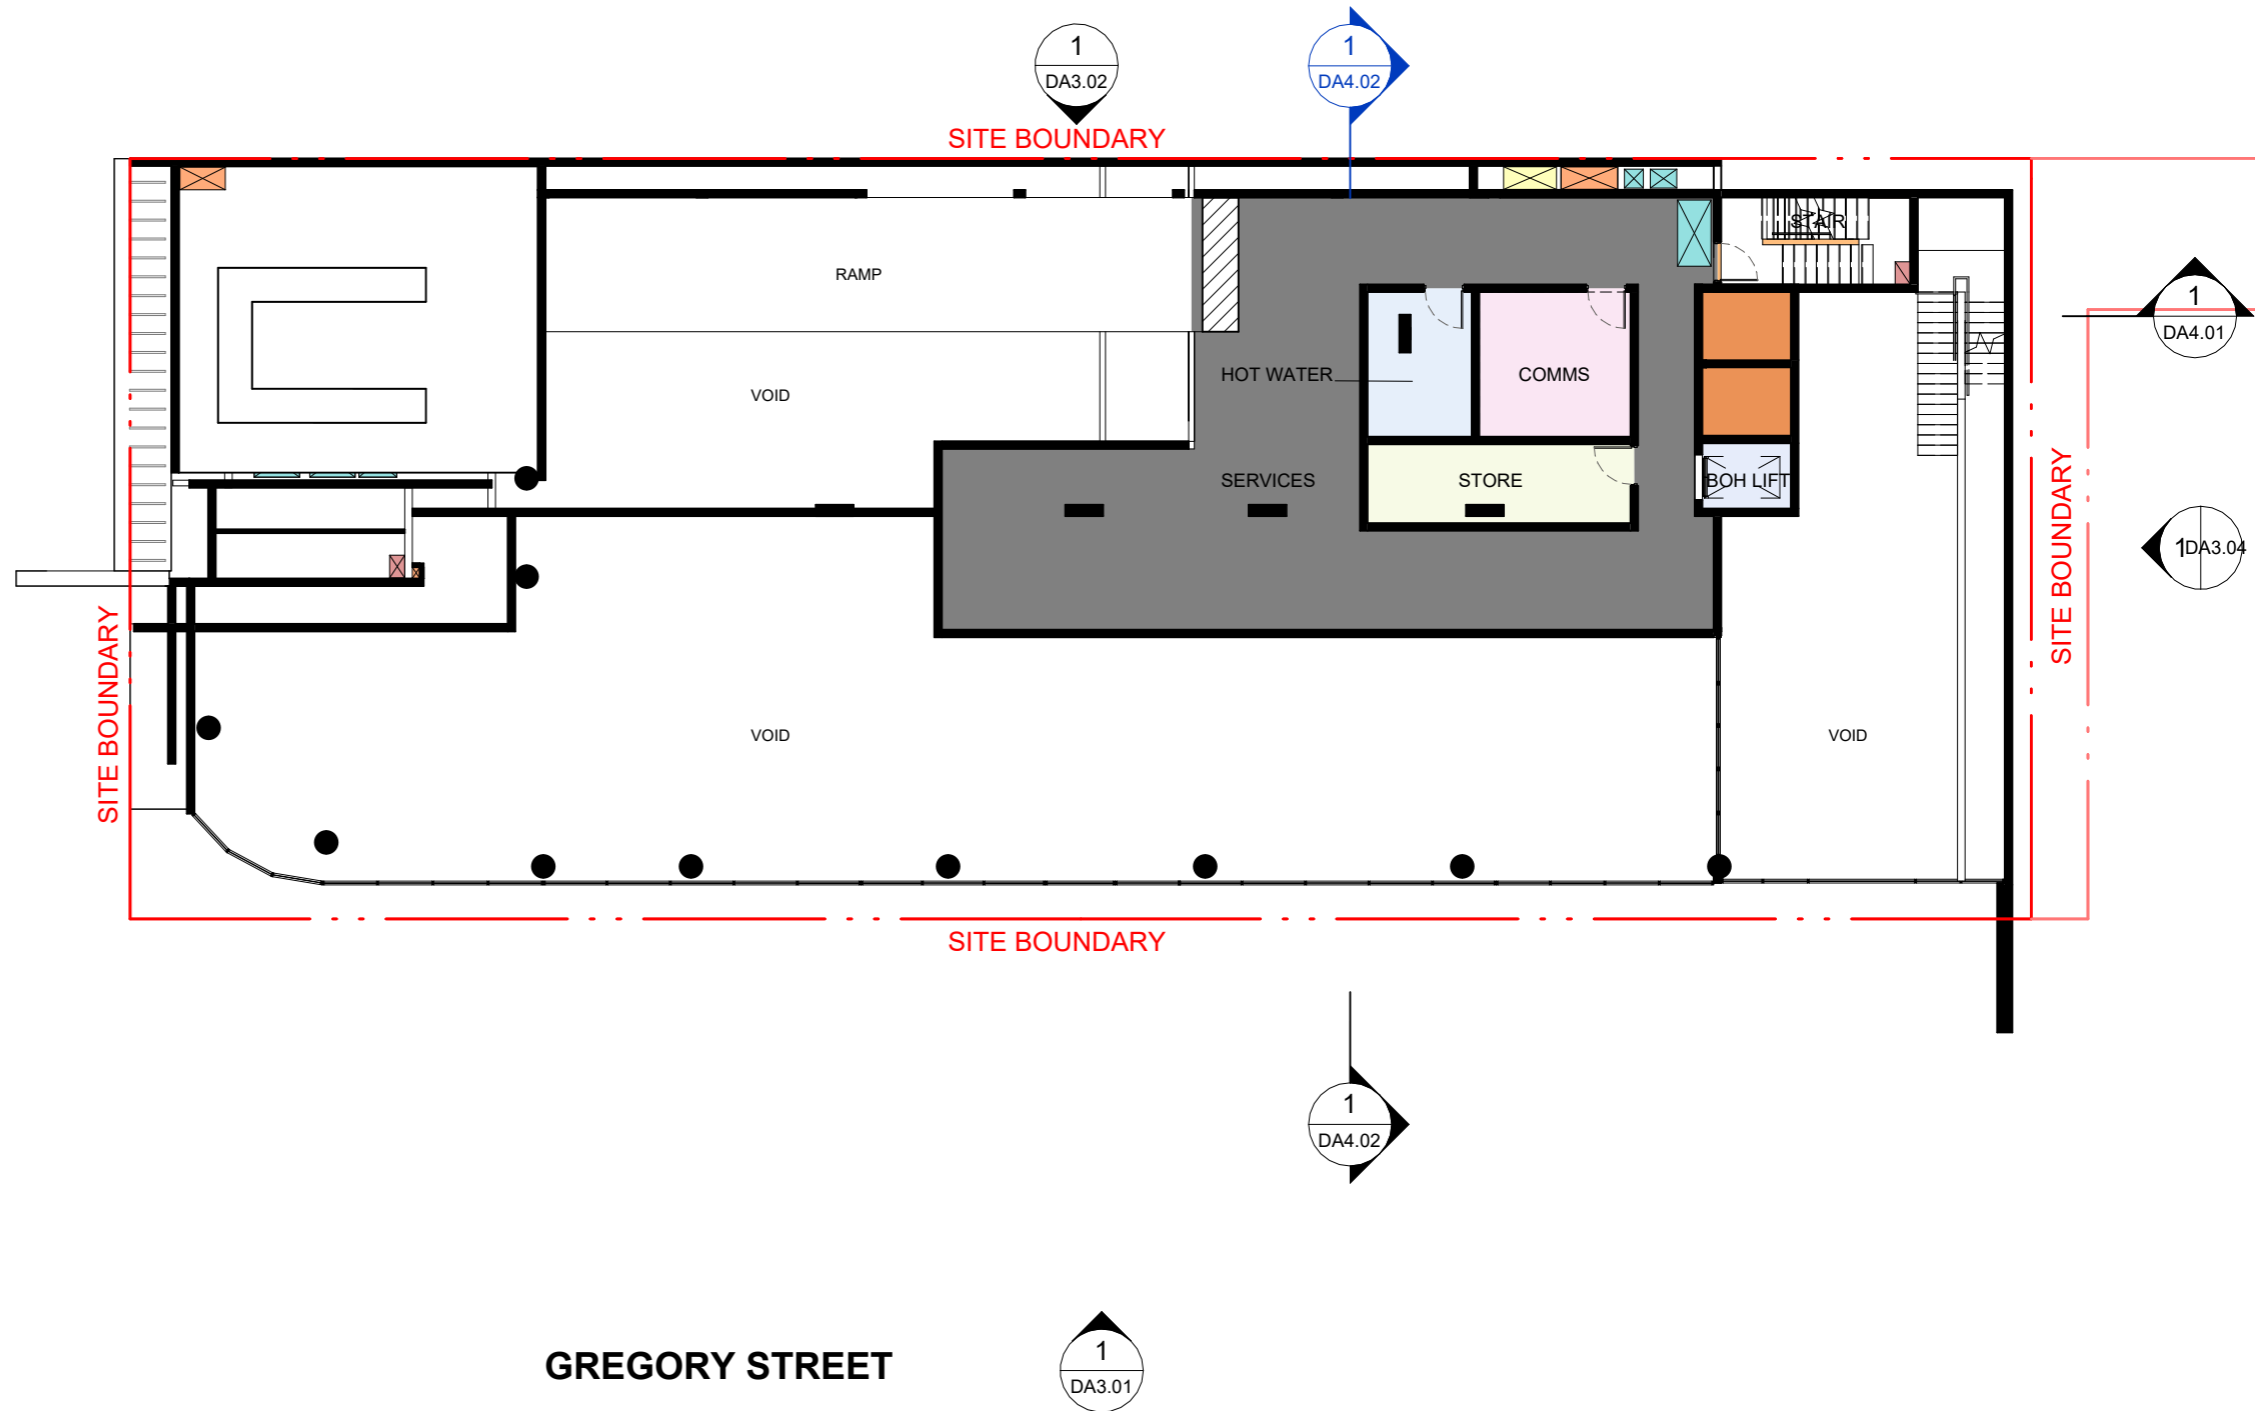 1
DA3.02
1
DA4.02
SITE BOUNDARY
STAIR
RAMP
1
DA4.01
HOT WATER
COMMS
VOID
SERVICES
STORE
BOH LIFT
SITE BOUNDARY
1
DA3.04
SITE BOUNDARY
VOID
VOID
SITE BOUNDARY
1
DA4.02
GREGORY STREET
1
DA3.01